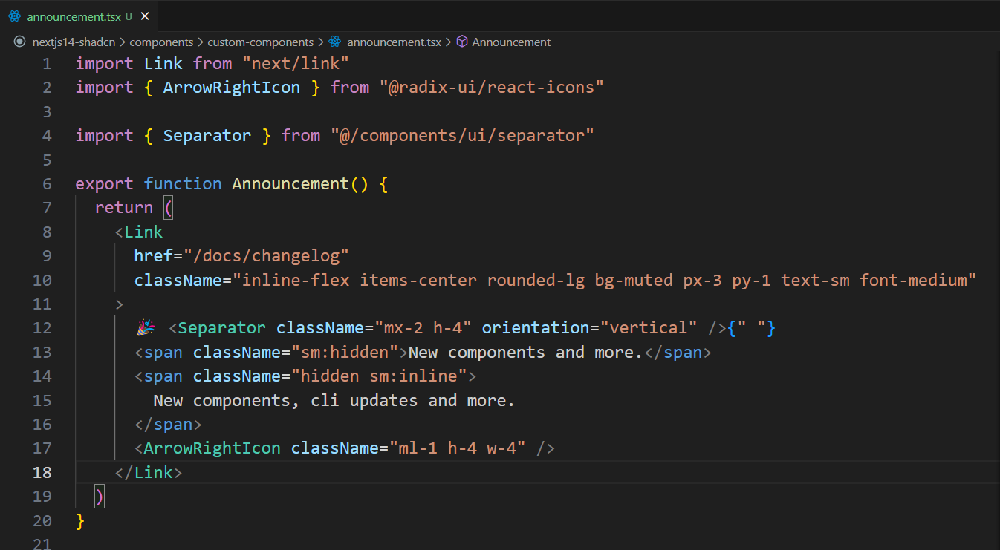 announcement.tsx U ×
nextjs14-shadcn > components > custom-components > announcement.tsx > Announcement
1 import Link from "next/link"
2 import { ArrowRightIcon } from "@radix-ui/react-icons"
3
4 import { Separator } from "@/components/ui/separator"
5
6 export function Announcement() {
7   return (
8     <Link
9       href="/docs/changelog"
10       className="inline-flex items-center rounded-lg bg-muted px-3 py-1 text-sm font-medium"
11     >
12       🎉 <Separator className="mx-2 h-4" orientation="vertical" />{" "}
13       <span className="sm:hidden">New components and more.</span>
14       <span className="hidden sm:inline">
15         New components, cli updates and more.
16       </span>
17       <ArrowRightIcon className="ml-1 h-4 w-4" />
18     </Link>
19   )
20 }
21